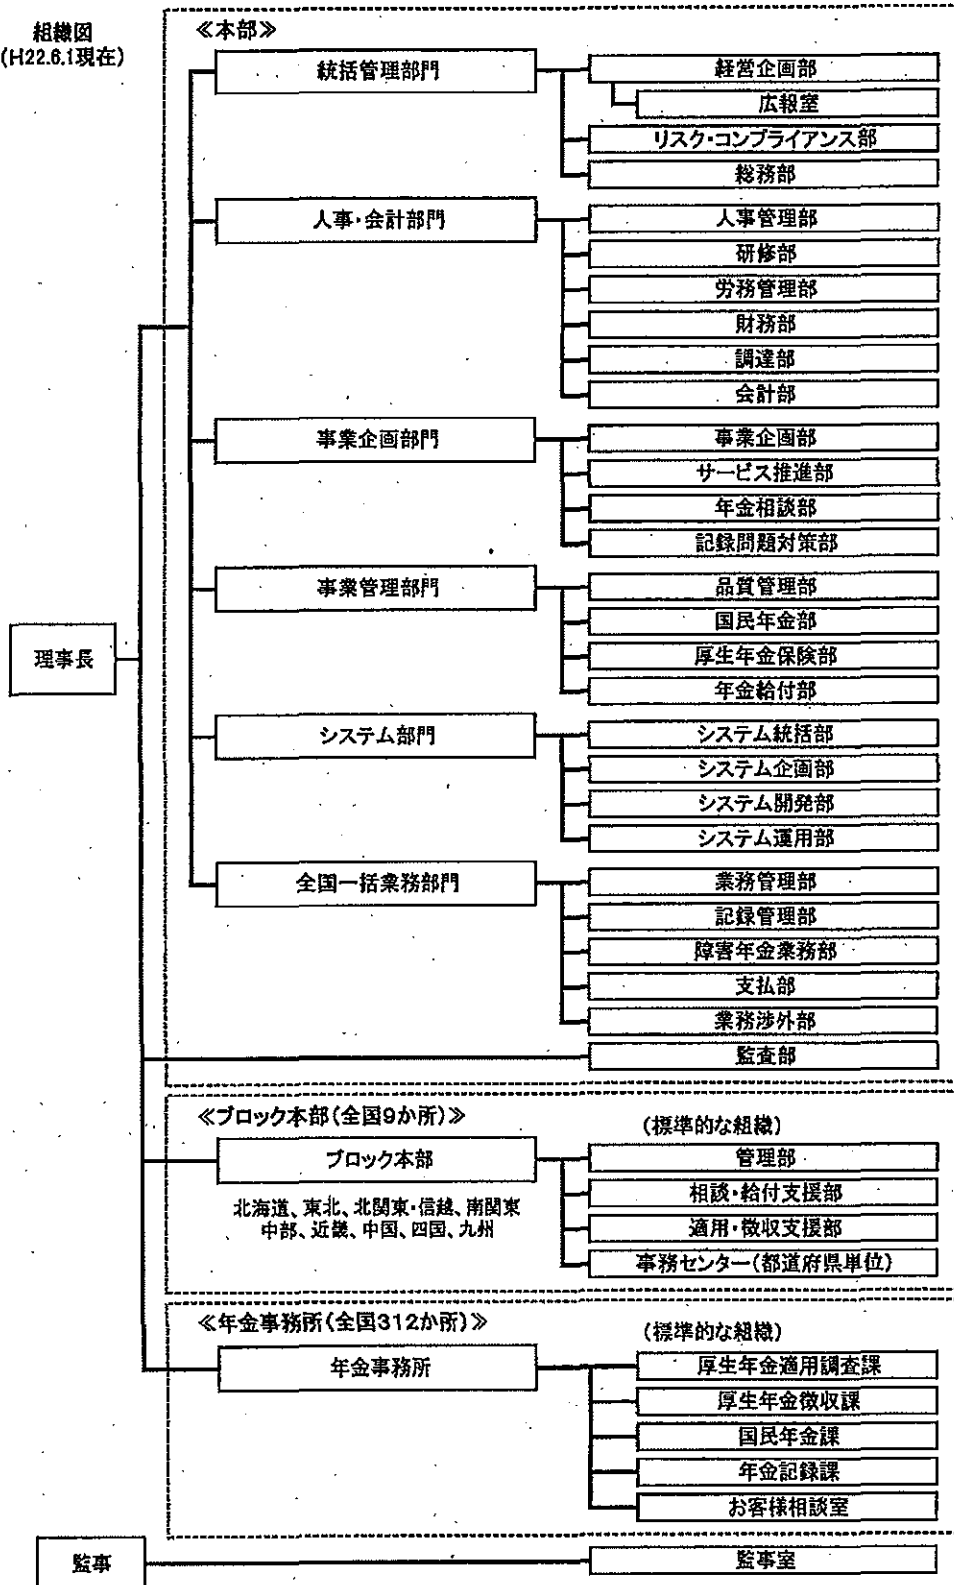 組織図
(H22.6.1現在)
≪本部≫
統括管理部門
経営企画部
広報室
リスク・コンプライアンス部
総務部
人事・会計部門
人事管理部
研修部
労務管理部
財務部
調達部
会計部
事業企画部門
事業企画部
サービス推進部
年金相談部
記録問題対策部
事業管理部門
品質管理部
国民年金部
厚生年金保険部
年金給付部
理事長
システム部門
システム統括部
システム企画部
システム開発部
システム運用部
全国一括業務部門
業務管理部
記録管理部
障害年金業務部
支払部
業務渉外部
監査部
≪ブロック本部(全国9か所)≫
(標準的な組織)
ブロック本部
管理部
北海道、東北、北関東・信越、南関東
中部、近畿、中国、四国、九州
相談・給付支援部
適用・徴収支援部
事務センター(都道府県単位)
≪年金事務所(全国312か所)≫
(標準的な組織)
年金事務所
厚生年金適用調査課
厚生年金徴収課
国民年金課
年金記録課
お客様相談室
監事
監事室